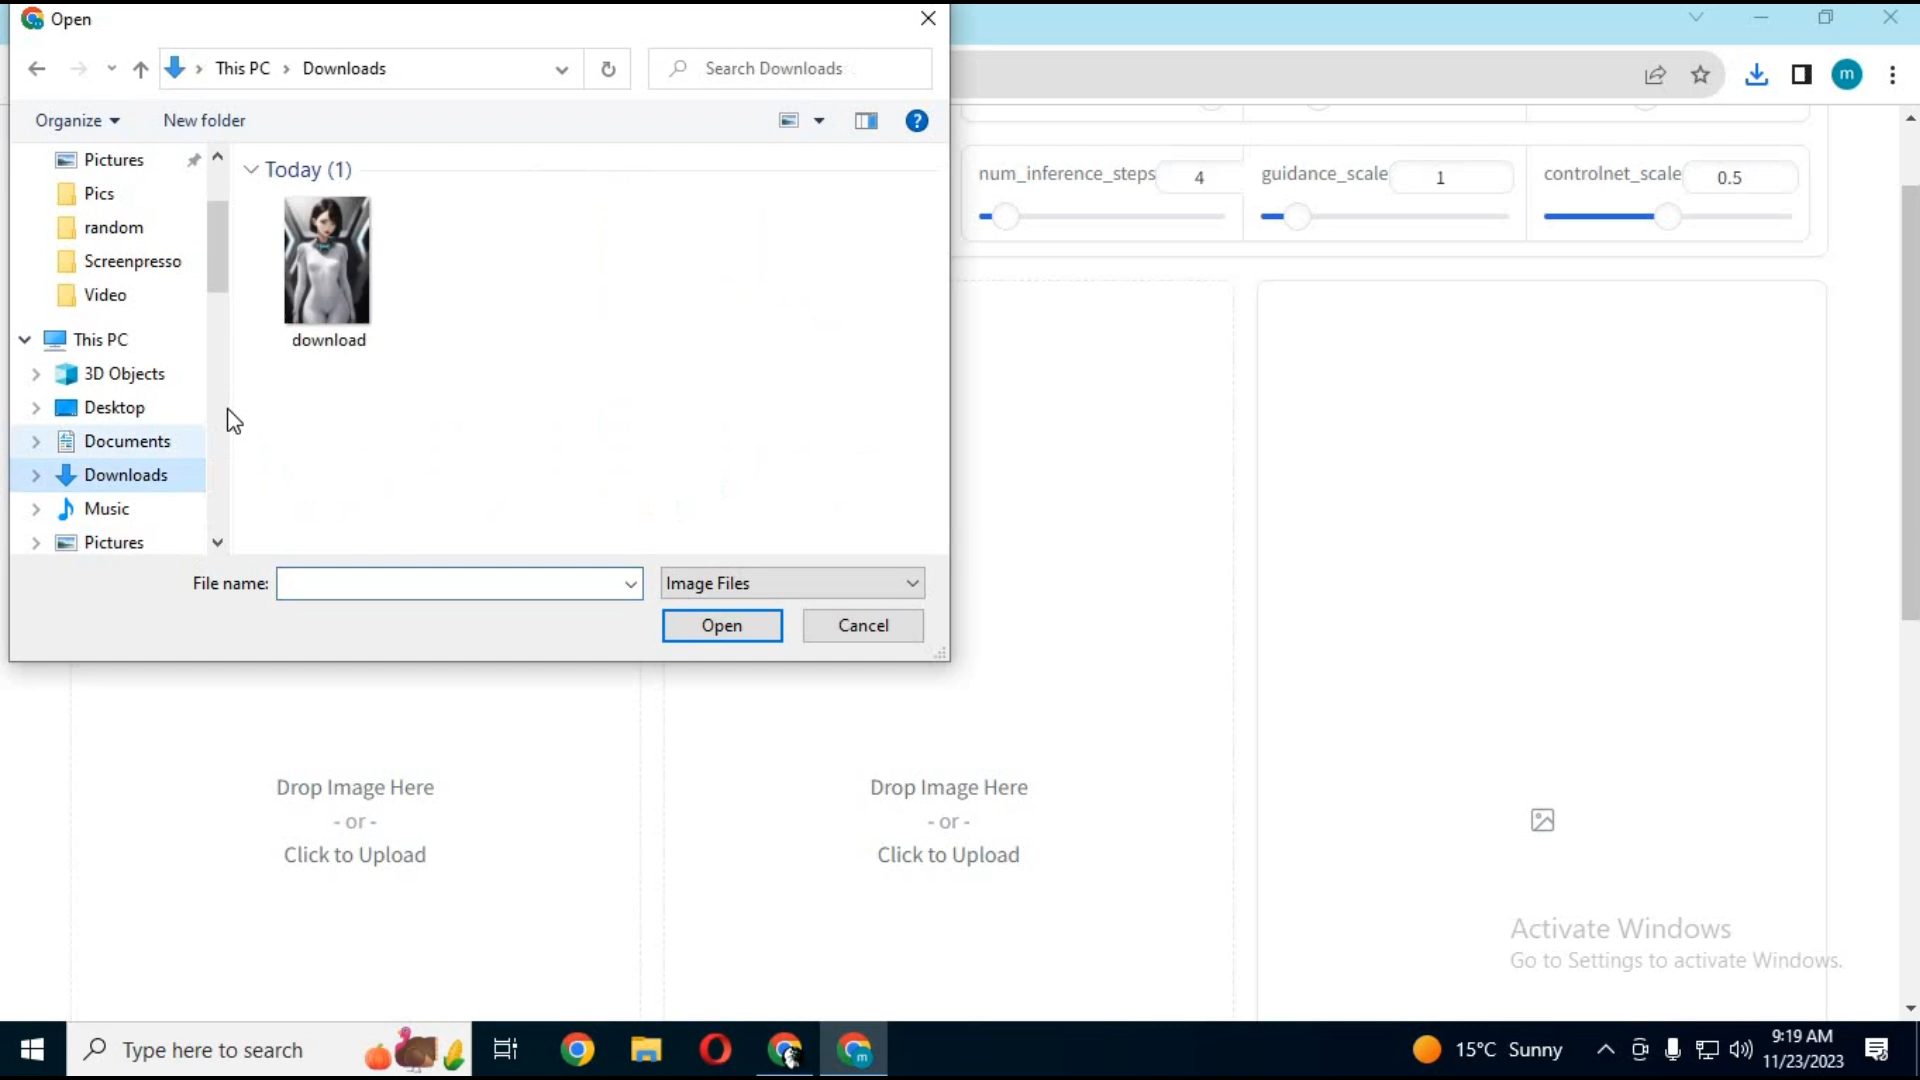 Open
This PC
Downloads
Search Downloads
Organize
New folder
Pictures
Pics
random
Screenpresso
Video
This PC
3D Objects
Desktop
Documents
Downloads
Music
Pictures
Today (1)
download
File name:
Image Files
Open
Cancel
m
num_inference_steps
4
guidance_scale
1
controlnet_scale
0.5
Drop Image Here
- or -
Click to Upload
Drop Image Here
- or -
Click to Upload
Activate Windows
Go to Settings to activate Windows.
Type here to search
m
15°C Sunny
9:19 AM
11/23/2023